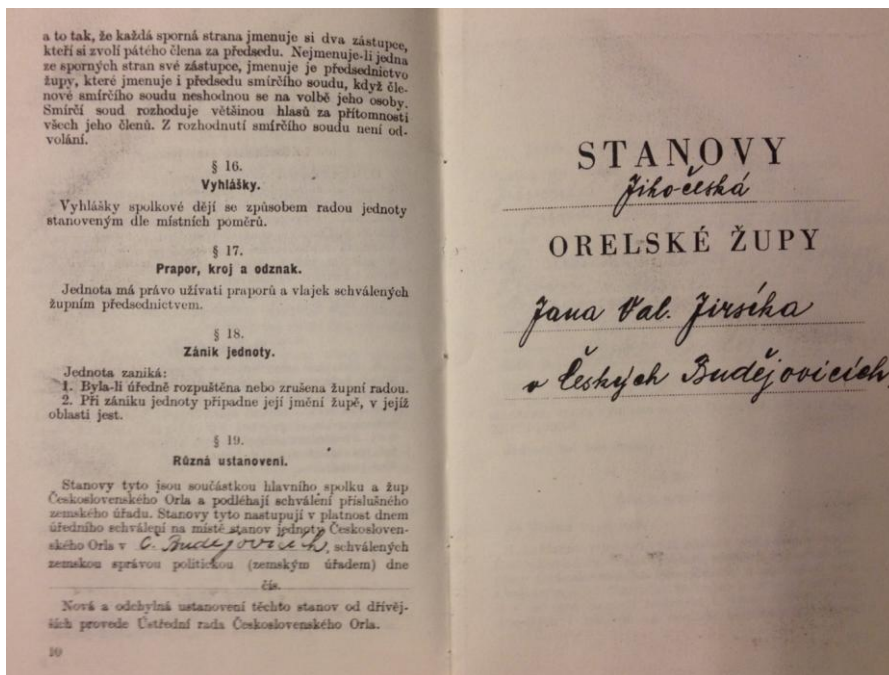 a to tak, že každá sporná strana jmenuje si dva zástupce,
kteří si zvolí pátého člena za předsedu. Nejmenuje-li jedna
ze sporných stran své zástupce, jmenuje je předsednictvo
župy, které jmenuje i předsedu smírčího soudu, když čle-
nové smírčího soudu neshodnou se na volbě jeho osoby.
Smírčí soud rozhoduje většinou hlasů za přítomnosti
všech jeho členů. Z rozhodnutí smírčího soudu není od-
volání.
§ 16.
Vyhlášky.
Vyhlášky spolkové dějí se způsobem radou jednoty
stanoveným dle místních poměrů.
§ 17.
Prapor, kroj a odznak.
Jednota má právo užívati praporů a vlajek schválených
župním předsednictvem.
§ 18.
Zánik jednoty.
Jednota zaniká:
1. Byla-li úředně rozpuštěna nebo zrušena župní radou.
2. Při zániku jednoty připadne její jmění župě, v jejíž
oblasti jest.
§ 19.
Různá ustanovení.
Stanovy tyto jsou součástkou hlavního spolku a žup
Československého Orla a podléhají schválení příslušného
zemského úřadu. Stanovy tyto nastupují v platnost dnem
úředního schválení na místě stanov jednoty Českosloven-
ského Orla v Č. Budějovicích, schválených
zemskou správou politickou (zemským úřadem) dne
čís.
Nová a odchylná ustanovení těchto stanov od dřívěj-
ších provede Ústřední rada Československého Orla.
10
STANOVY
Jihočeská
ORELSKÉ ŽUPY
Jana Val. Jirsíka
v Českých Budějovicích.